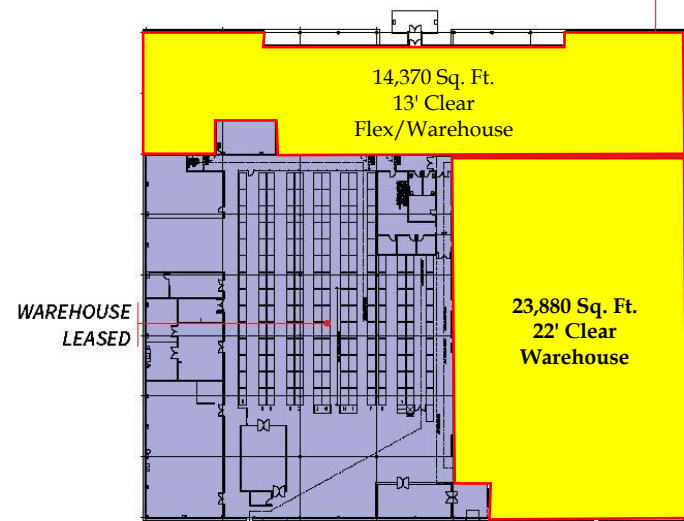 14,370 Sq. Ft.
13' Clear
Flex/Warehouse
WAREHOUSE
LEASED
23,880 Sq. Ft.
22' Clear
Warehouse